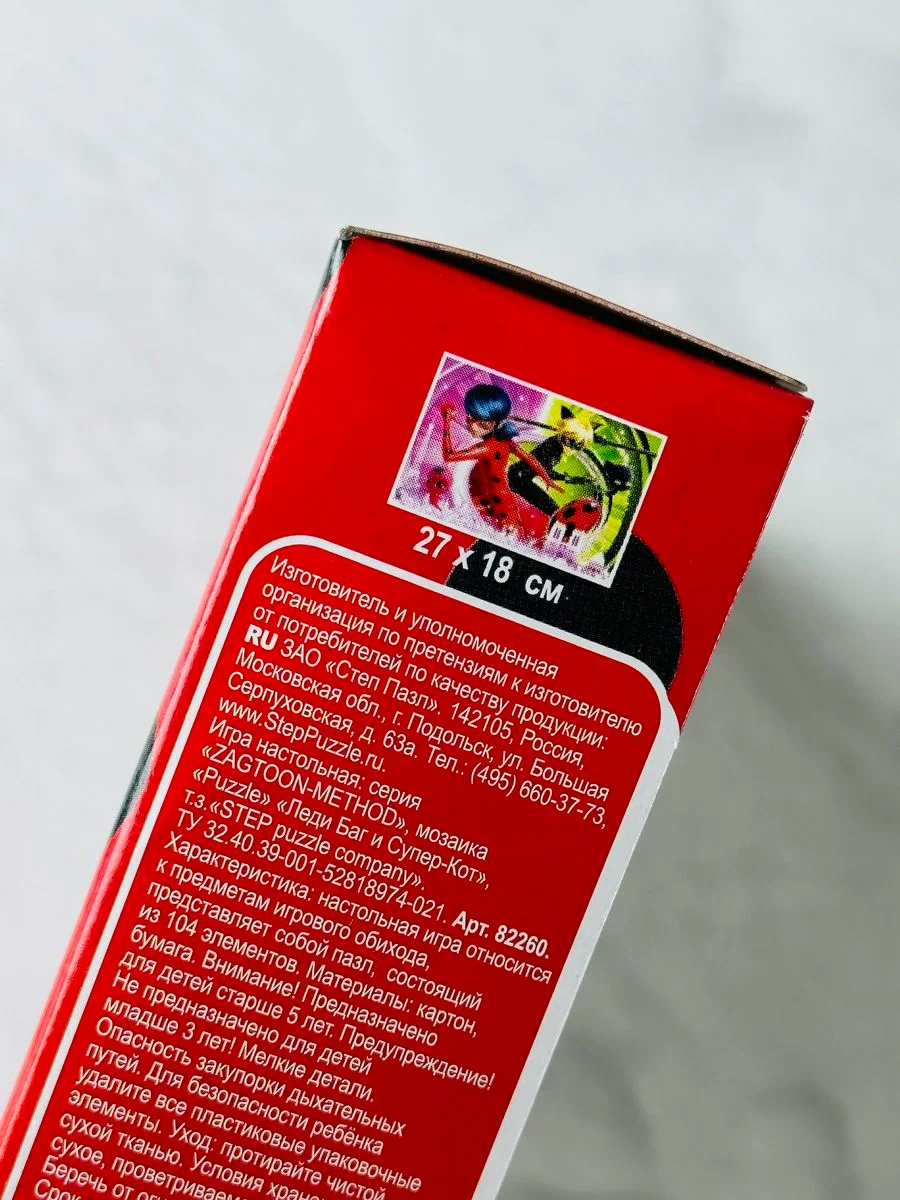 27 x 18 см
Изготовитель и уполномоченная
организация по претензиям к изготовителю
от потребителей по качеству продукции:
RU ЗАО «Степ Пазл». 142105, Россия,
Московская обл., г. Подольск, ул. Большая
Серпуховская, д. 63а. Тел.: (495) 660-37-73,
www.StepPuzzle.ru.
Игра настольная: серия
«ZAGTOON-METHOD», мозаика
«Puzzle» «Леди Баг и Супер-Кот»,
т.з.«STEP puzzle company».
ТУ 32.40.39-001-52818974-021. Арт. 82260.
Характеристика: настольная игра относится
к предметам игрового обихода,
представляет собой пазл, состоящий
из 104 элементов. Материалы: картон,
бумага. Внимание! Предназначено
для детей старше 5 лет. Предупреждение!
Не предназначено для детей
младше 3 лет! Мелкие детали.
Опасность закупорки дыхательных
путей. Для безопасности ребёнка
удалите все пластиковые упаковочные
элементы. Уход: протирайте чистой
сухой тканью. Условия
сухое,
Беречь от
Срок